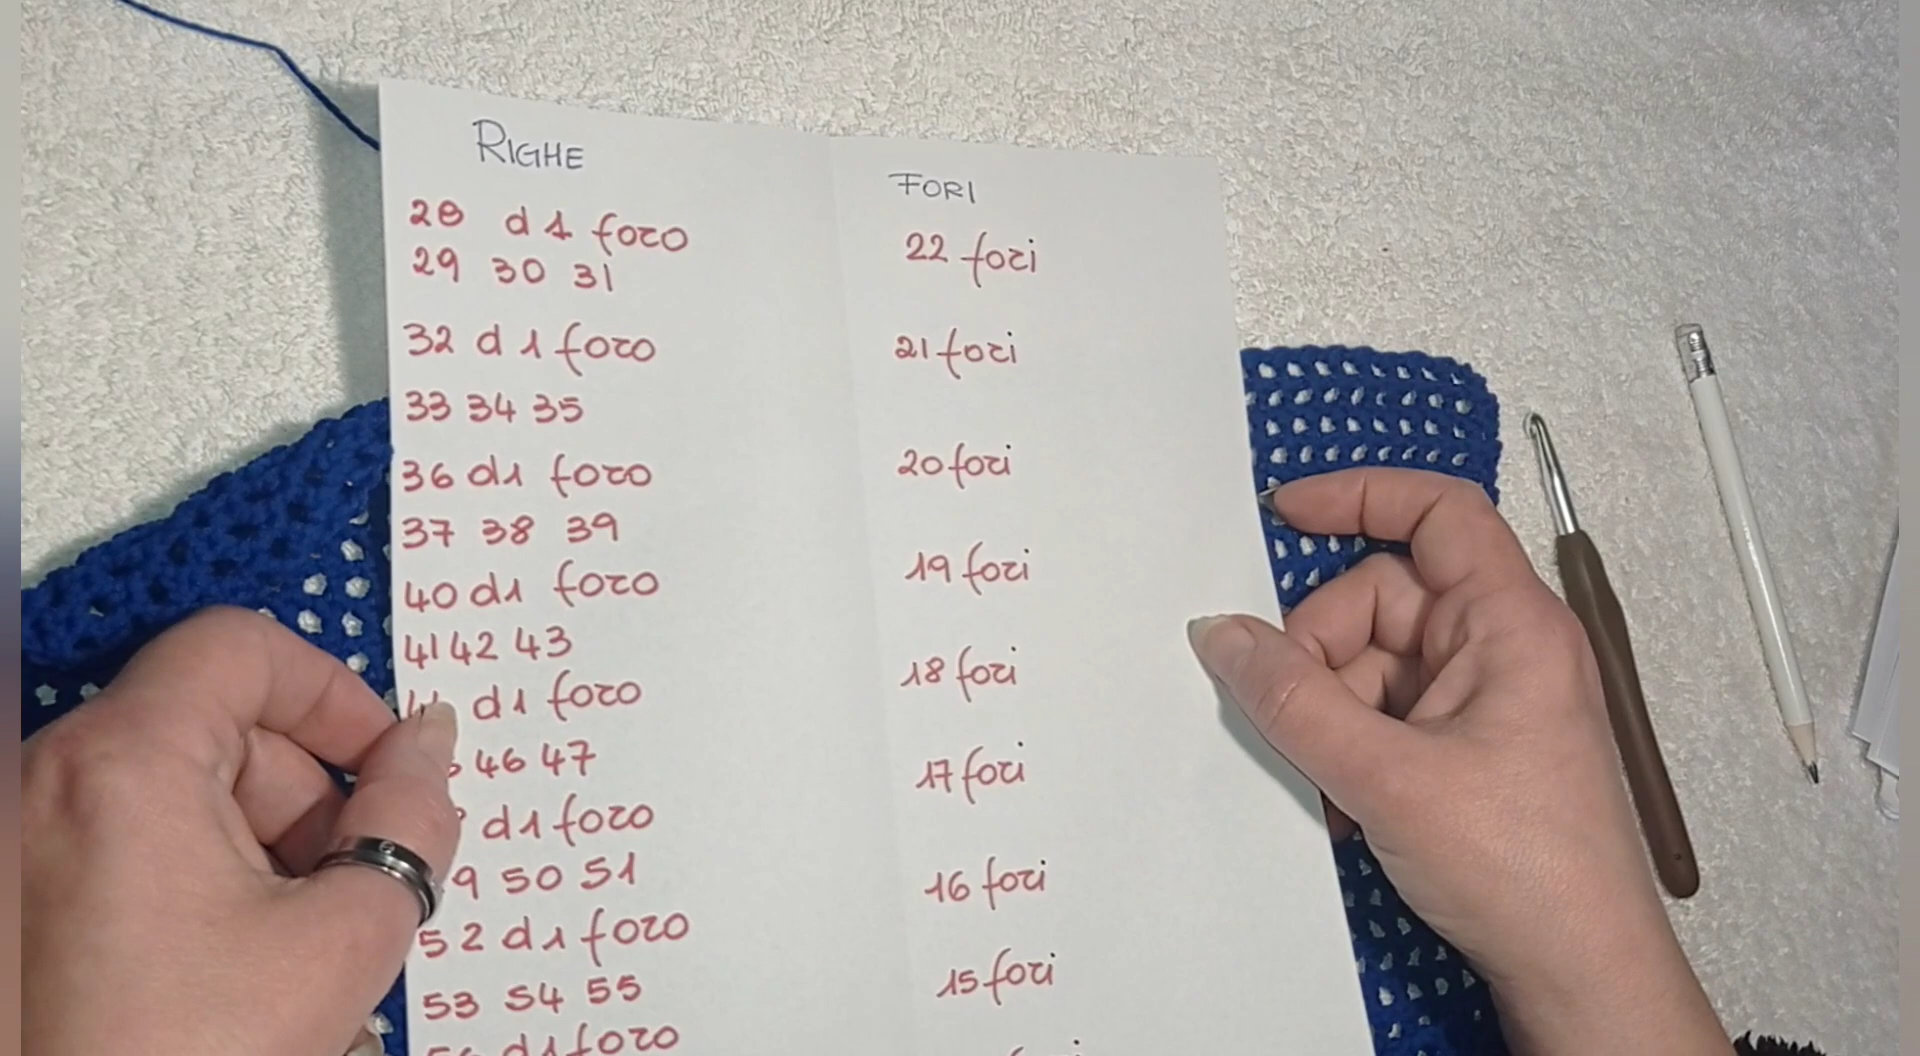 RIGHE
28 d 1 foro
29 30 31
32 d 1 foro
33 34 35
36 d1 foro
37 38 39
40 d1 foro
41 42 43
d1 foro
46 47
d1 foro
50 51
52 d1 foro
53 54 55
d1 foro
FORI
22 fori
21 fori
20 fori
19 fori
18 fori
17 fori
16 fori
15 fori